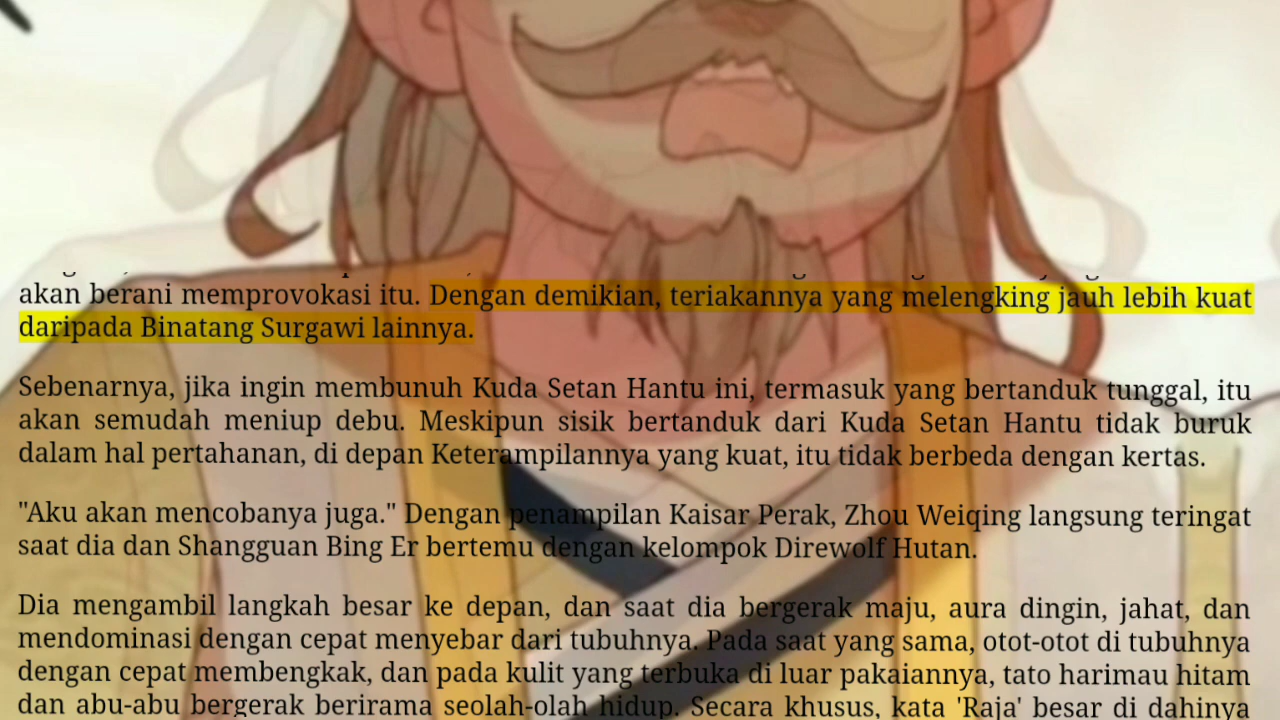 akan berani memprovokasi itu. Dengan demikian, teriakannya yang melengking jauh lebih kuat
daripada Binatang Surgawi lainnya.
Sebenarnya, jika ingin membunuh Kuda Setan Hantu ini, termasuk yang bertanduk tunggal, itu
akan semudah meniup debu. Meskipun sisik bertanduk dari Kuda Setan Hantu tidak buruk
dalam hal pertahanan, di depan Keterampilannya yang kuat, itu tidak berbeda dengan kertas.
"Aku akan mencobanya juga." Dengan penampilan Kaisar Perak, Zhou Weiqing langsung teringat
saat dia dan Shangguan Bing Er bertemu dengan kelompok Direwolf Hutan.
Dia mengambil langkah besar ke depan, dan saat dia bergerak maju, aura dingin, jahat, dan
mendominasi dengan cepat menyebar dari tubuhnya. Pada saat yang sama, otot-otot di tubuhnya
dengan cepat membengkak, dan pada kulit yang terbuka di luar pakaiannya, tato harimau hitam
dan abu-abu bergerak berirama seolah-olah hidup. Secara khusus, kata 'Raja' besar di dahinya